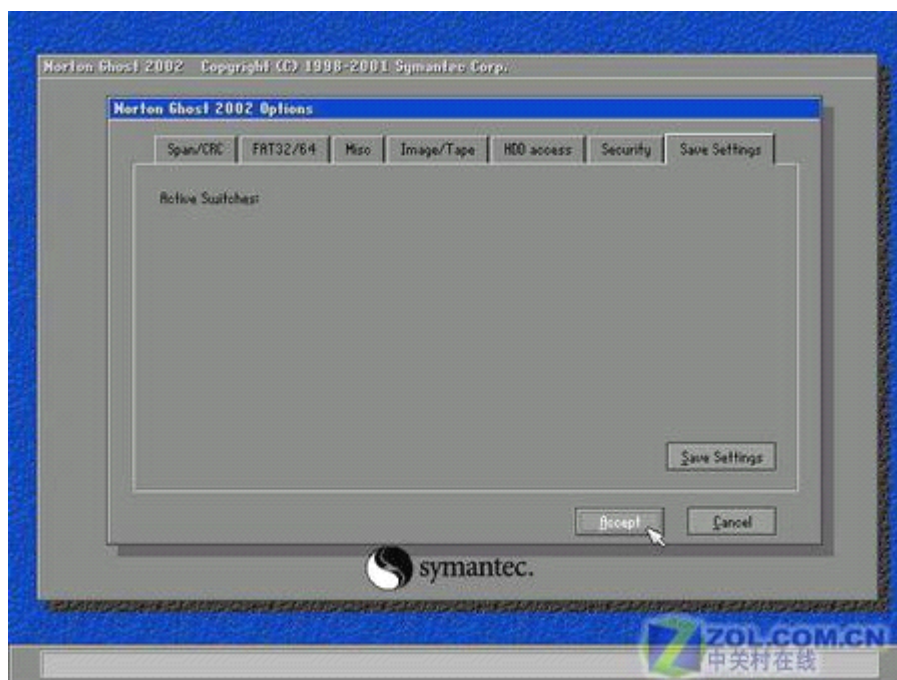 Norton Ghost 2002 Copyright (C) 1998-2001 Symantec Corp.
Norton Ghost 2002 Options
Span/CRC FAT32/64 Misc Image/Tape HDD access Security Save Settings
Active Switches:
Save Settings
Accept Cancel
symantec.
ZOL.COM.CN
中关村在线